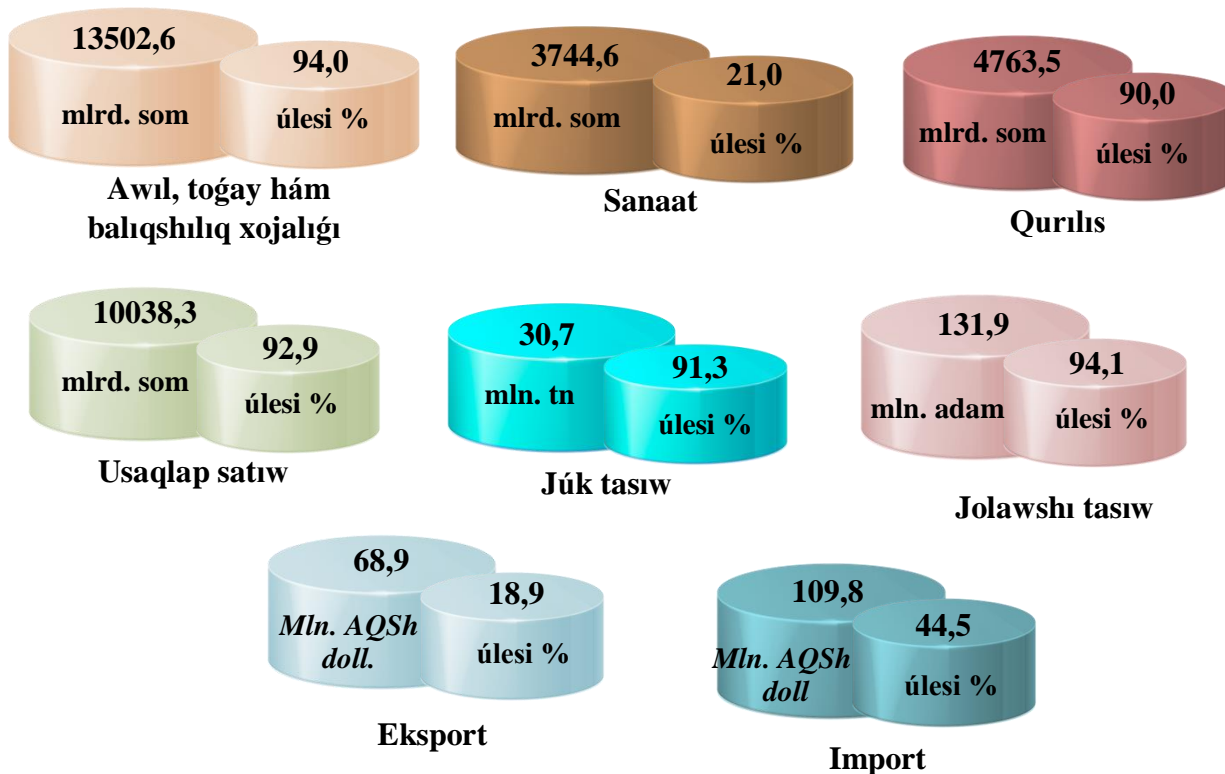 13502,6
mlrd. som
94,0
úlesi %
Awıl, toǵay hám
balıqshılıq xojalıǵı
3744,6
mlrd. som
21,0
úlesi %
Sanaat
4763,5
mlrd. som
90,0
úlesi %
Qurılıs
10038,3
mlrd. som
92,9
úlesi %
Usaqlap satıw
30,7
mln. tn
91,3
úlesi %
Júk tasıw
131,9
mln. adam
94,1
úlesi %
Jolawshı tasıw
68,9
Mln. AQSh
doll.
18,9
úlesi %
Eksport
109,8
Mln. AQSh
doll
44,5
úlesi %
Import